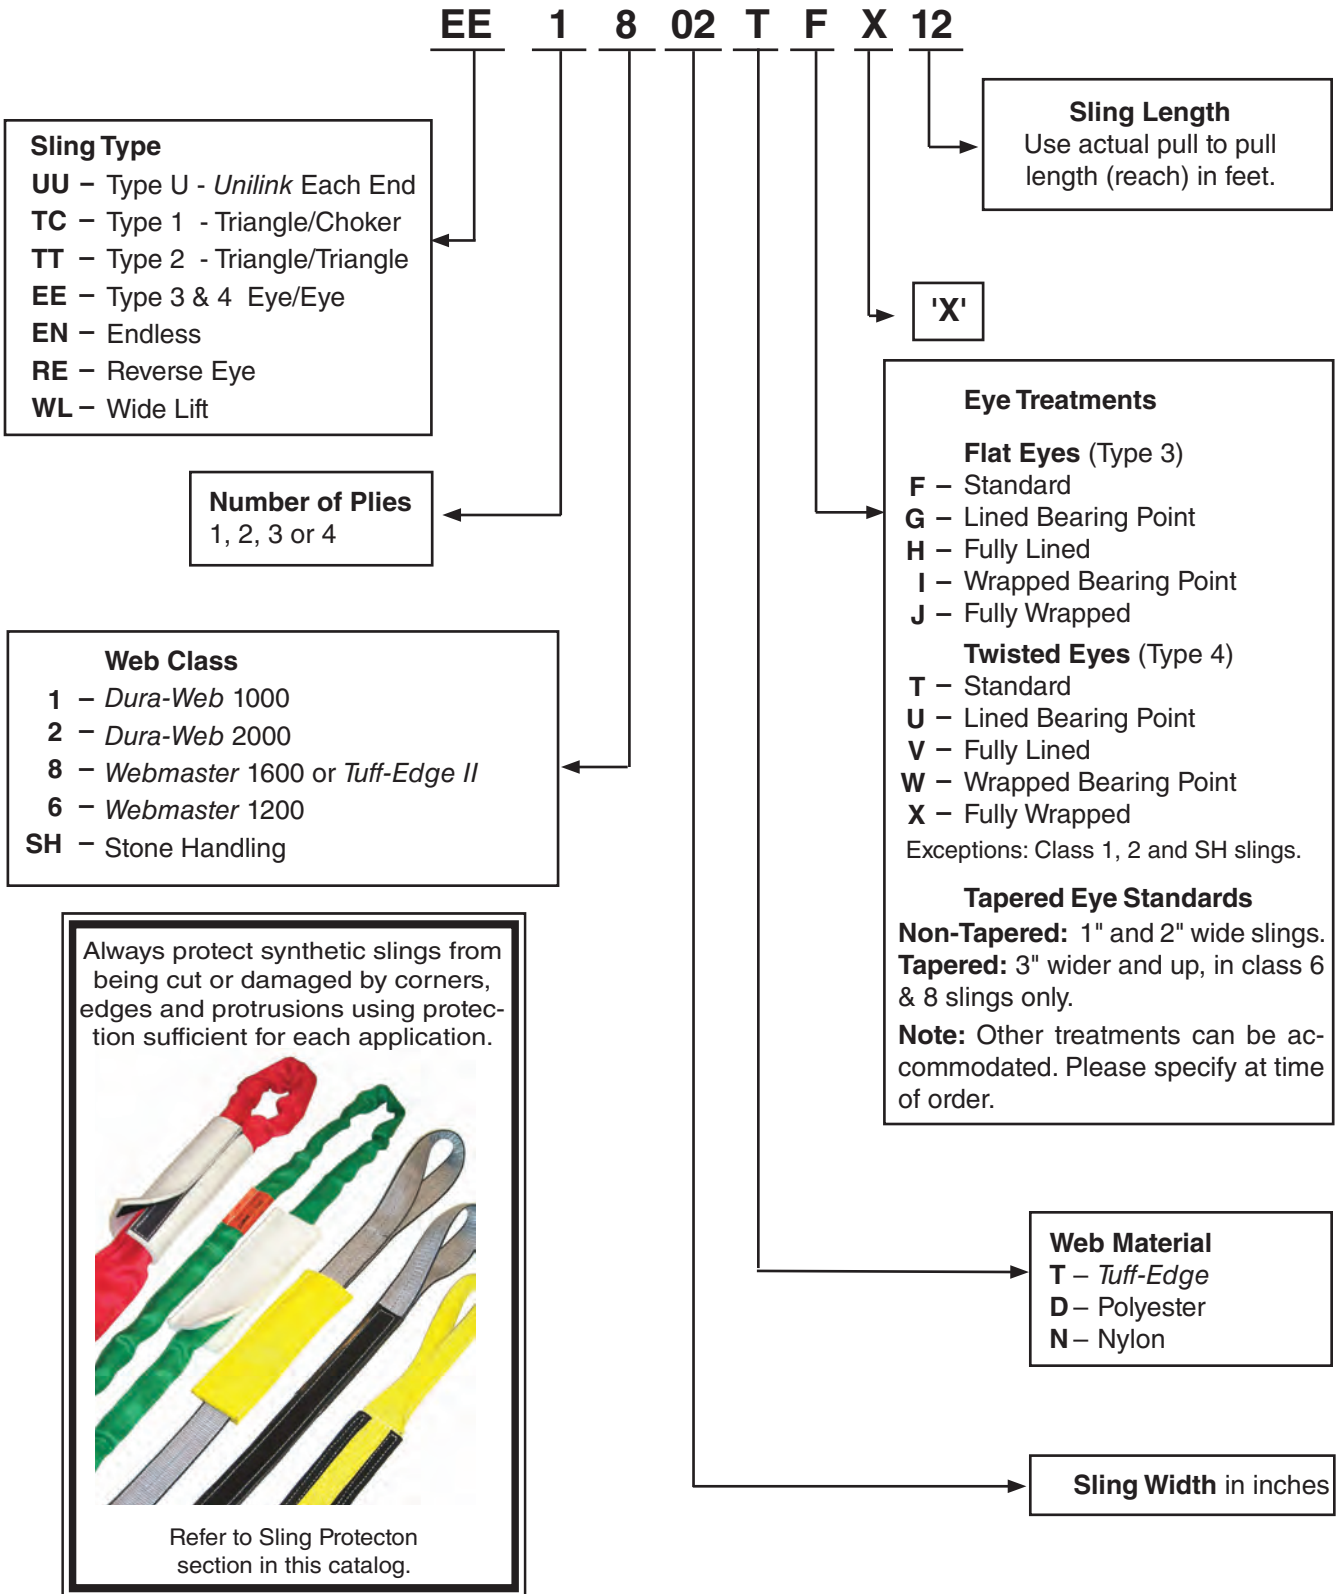 EE 1 8 02 T F X 12
Sling Type
UU – Type U - Unilink Each End
TC – Type 1 - Triangle/Choker
TT – Type 2 - Triangle/Triangle
EE – Type 3 & 4 Eye/Eye
EN – Endless
RE – Reverse Eye
WL – Wide Lift
Number of Plies
1, 2, 3 or 4
Web Class
1 – Dura-Web 1000
2 – Dura-Web 2000
8 – Webmaster 1600 or Tuff-Edge II
6 – Webmaster 1200
SH – Stone Handling
Always protect synthetic slings from
being cut or damaged by corners,
edges and protrusions using protec-
tion sufficient for each application.
Refer to Sling Protecton
section in this catalog.
Sling Length
Use actual pull to pull
length (reach) in feet.
'X'
Eye Treatments
Flat Eyes (Type 3)
F – Standard
G – Lined Bearing Point
H – Fully Lined
I – Wrapped Bearing Point
J – Fully Wrapped
Twisted Eyes (Type 4)
T – Standard
U – Lined Bearing Point
V – Fully Lined
W – Wrapped Bearing Point
X – Fully Wrapped
Exceptions: Class 1, 2 and SH slings.
Tapered Eye Standards
Non-Tapered: 1" and 2" wide slings.
Tapered: 3" wider and up, in class 6
& 8 slings only.
Note: Other treatments can be ac-
commodated. Please specify at time
of order.
Web Material
T – Tuff-Edge
D – Polyester
N – Nylon
Sling Width in inches